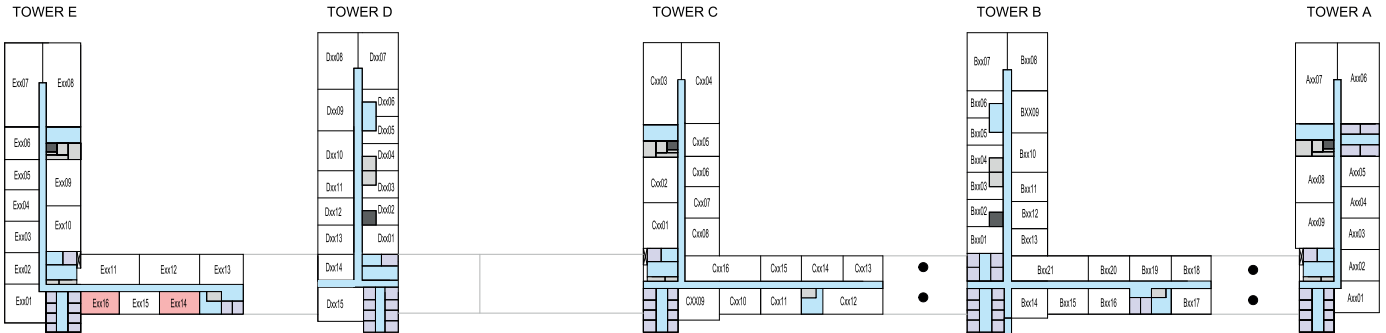 TOWER E
TOWER D
TOWER C
TOWER B
TOWER A
Exx07
Exx08
Exx06
Exx05
Exx09
Exx04
Exx10
Exx03
Exx02
Exx11
Exx12
Exx13
Exx01
Exx16
Exx15
Exx14
Dxx08
Dxx07
Dxx09
Dxx06
Dxx05
Dxx10
Dxx04
Dxx11
Dxx03
Dxx12
Dxx02
Dxx13
Dxx01
Dxx14
Dxx15
Cxx03
Cxx04
Cxx05
Cxx02
Cxx06
Cxx07
Cxx01
Cxx08
Cxx16
Cxx15
Cxx14
Cxx13
CXX09
Cxx10
Cxx11
Cxx12
Bxx07
Bxx08
Bxx06
BXX09
Bxx05
Bxx04
Bxx10
Bxx03
Bxx11
Bxx02
Bxx12
Bxx01
Bxx13
Bxx21
Bxx20
Bxx19
Bxx18
Bxx14
Bxx15
Bxx16
Bxx17
Axx07
Axx06
Axx08
Axx05
Axx04
Axx09
Axx03
Axx02
Axx01